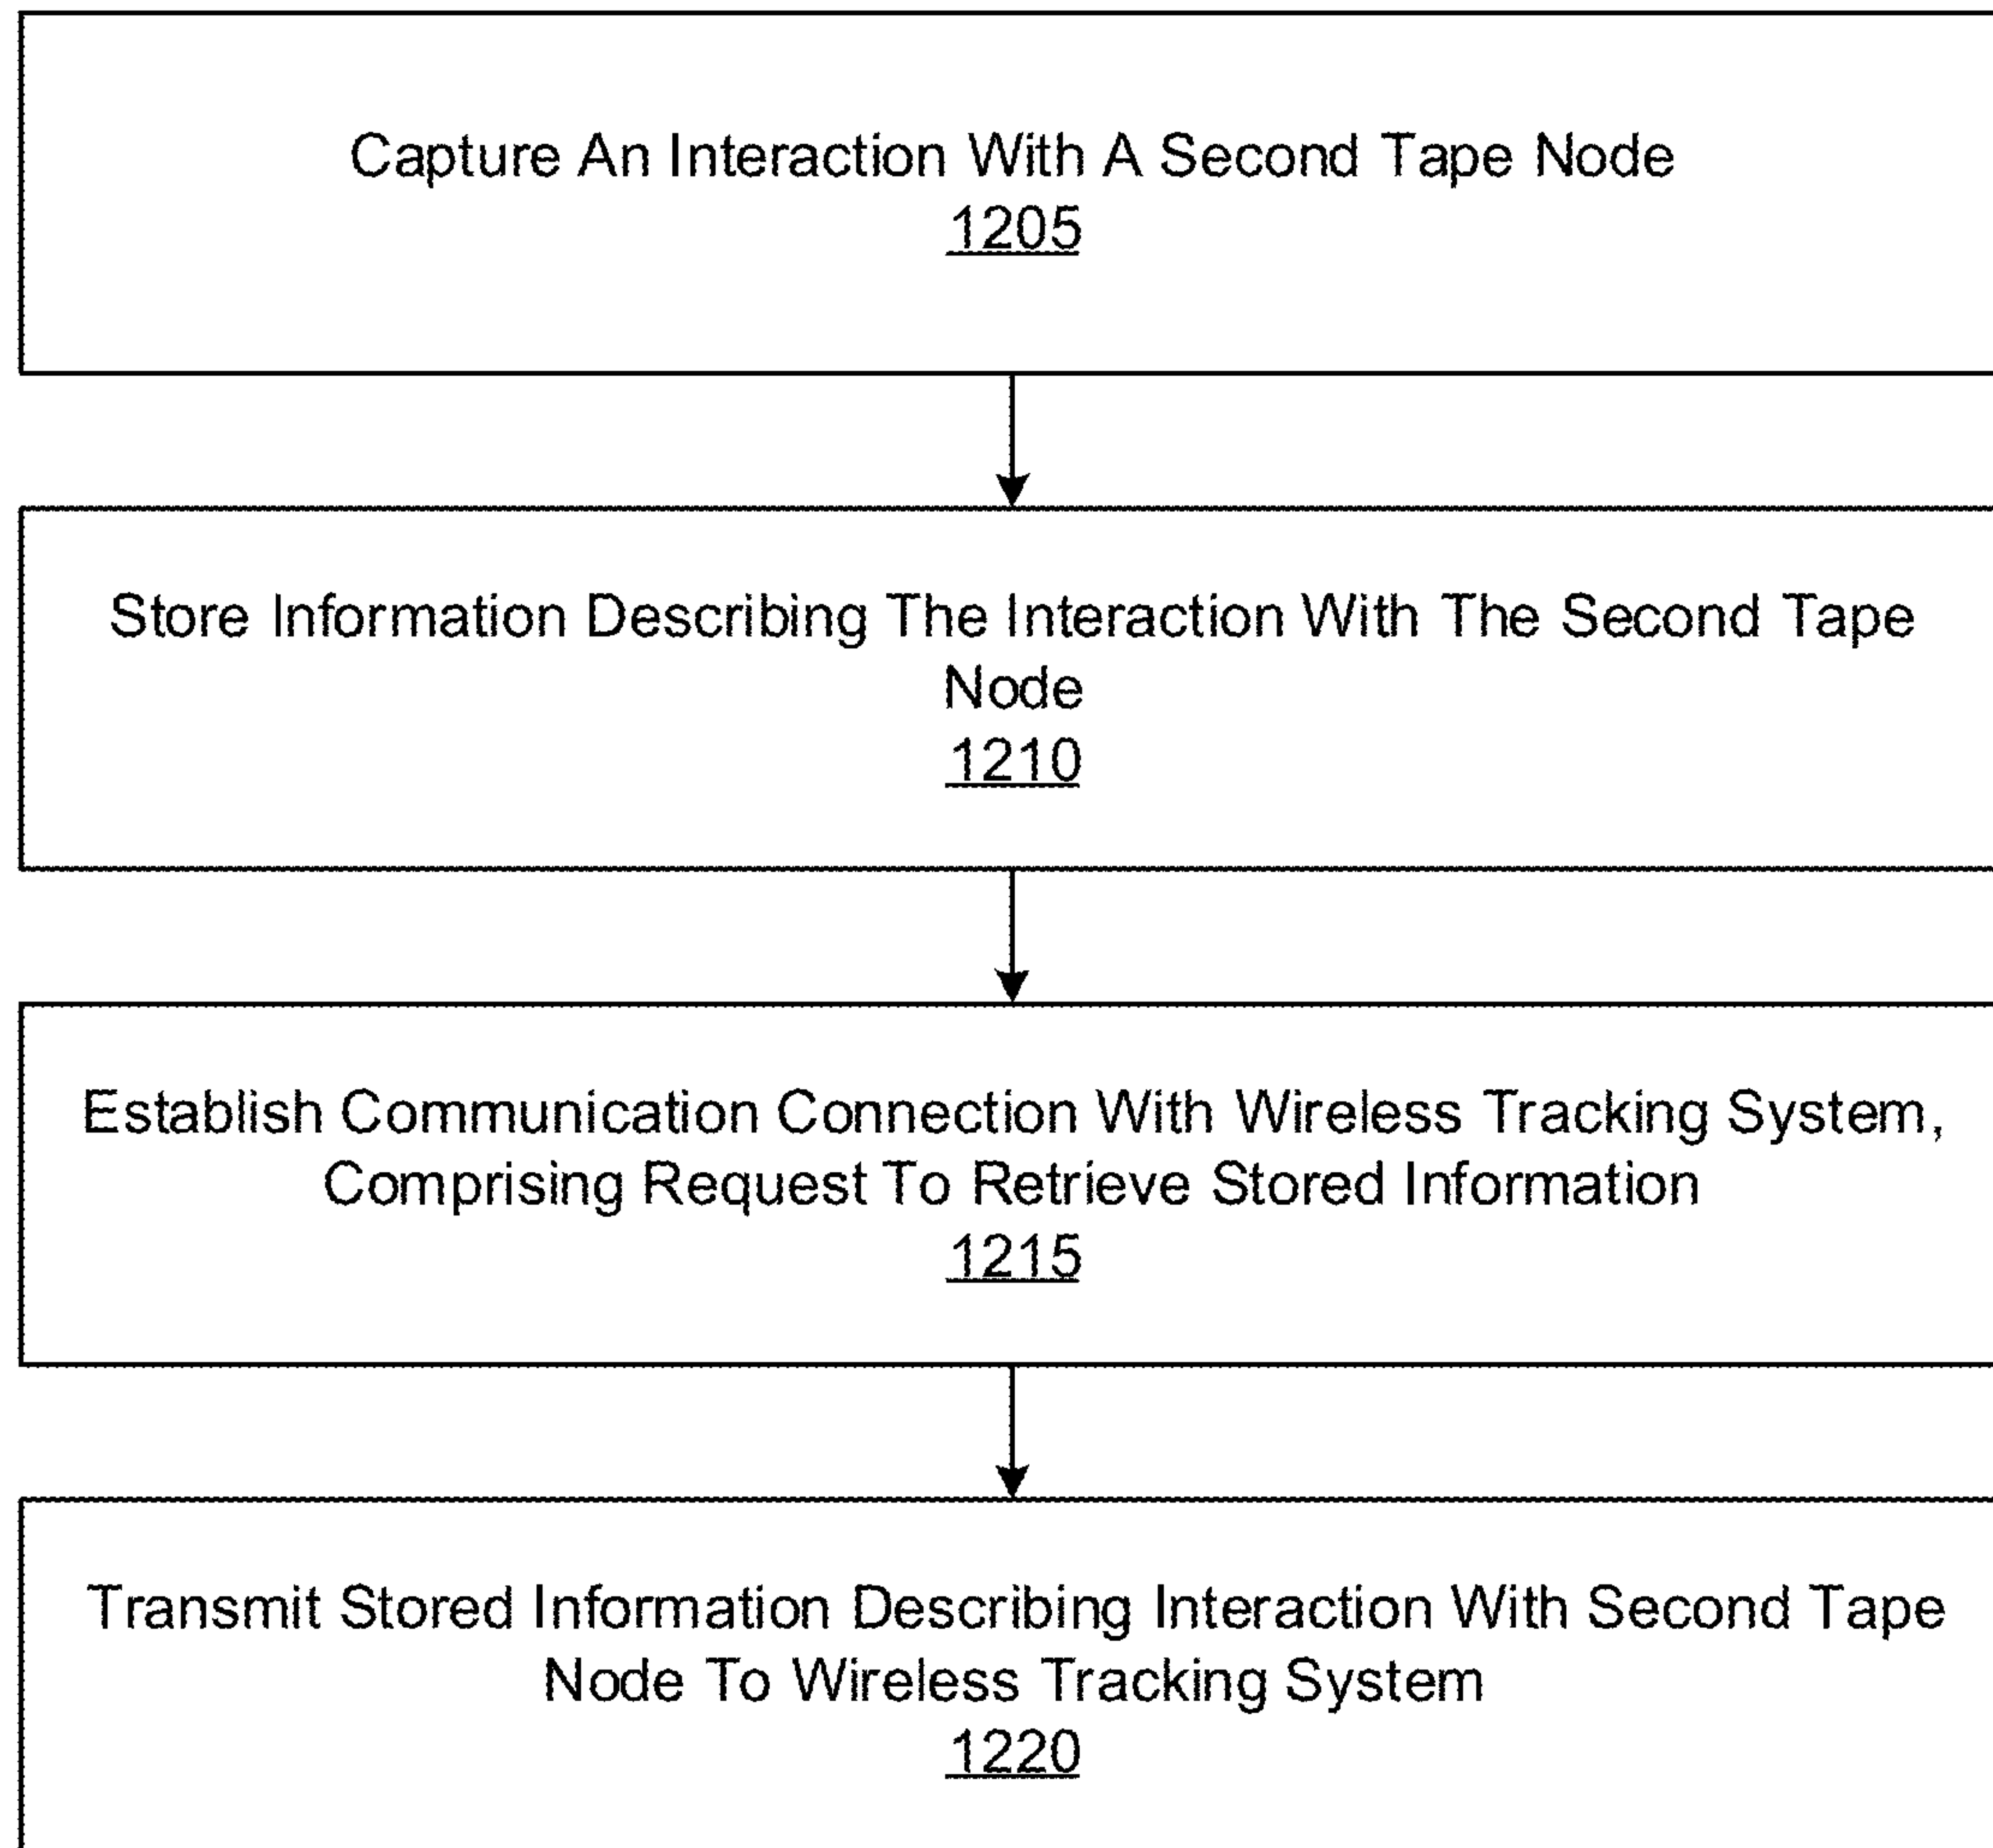 Capture An Interaction With A Second Tape Node
1205
Store Information Describing The Interaction With The Second Tape
Node
1210
Establish Communication Connection With Wireless Tracking System,
Comprising Request To Retrieve Stored Information
1215
Transmit Stored Information Describing Interaction With Second Tape
Node To Wireless Tracking System
1220